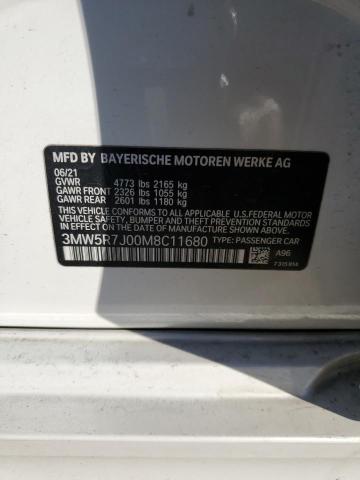 MFD BY BAYERISCHE MOTOREN WERKE AG
06/21
GVWR 4773 lbs 2165 kg
GAWR FRONT 2326 lbs 1055 kg
GAWR REAR 2601 lbs 1180 kg
THIS VEHICLE CONFORMS TO ALL APPLICABLE U.S.FEDERAL MOTOR
VEHICLE SAFETY, BUMPER AND THEFT PREVENTION STANDARDS
IN EFFECT ON THE DATE OF MANUFACTURE SHOWN ABOVE.
3MW5R7J00M8C11680 TYPE: PASSENGER CAR
A96